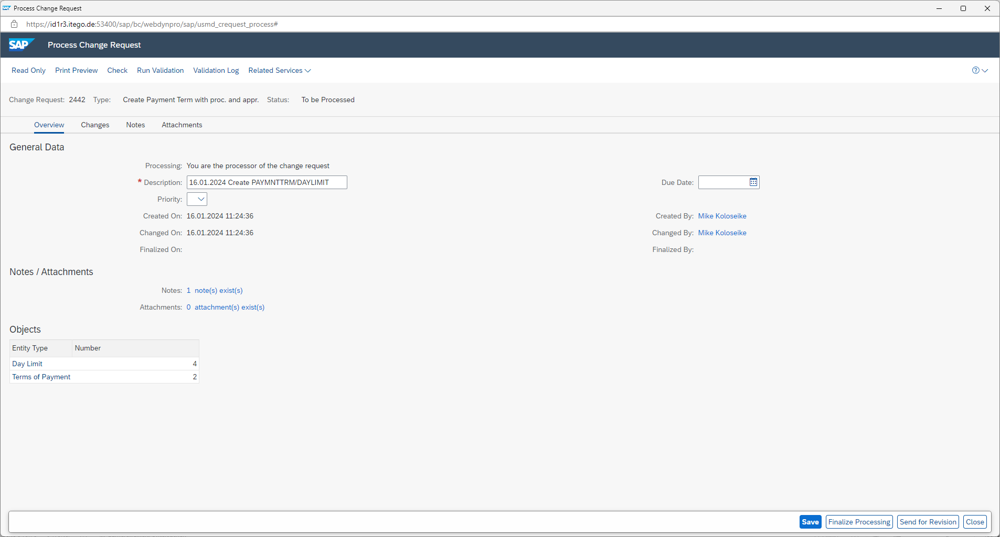 Process Change Request
https://id1r3.itego.de:53400/sap/bc/webdynpro/sap/usmd_crequest_process#
SAP Process Change Request
Read Only Print Preview Check Run Validation Validation Log Related Services
Change Request: 2442 Type: Create Payment Term with proc. and appr. Status: To be Processed
Overview Changes Notes Attachments
General Data
Processing: You are the processor of the change request
* Description: 16.01.2024 Create PAYMNTTRM/DAYLIMIT Due Date:
Priority:
Created On: 16.01.2024 11:24:36 Created By: Mike Koloseike
Changed On: 16.01.2024 11:24:36 Changed By: Mike Koloseike
Finalized On: Finalized By:
Notes / Attachments
Notes: 1 note(s) exist(s)
Attachments: 0 attachment(s) exist(s)
Objects
Entity Type Number
Day Limit 4
Terms of Payment 2
Save Finalize Processing Send for Revision Close